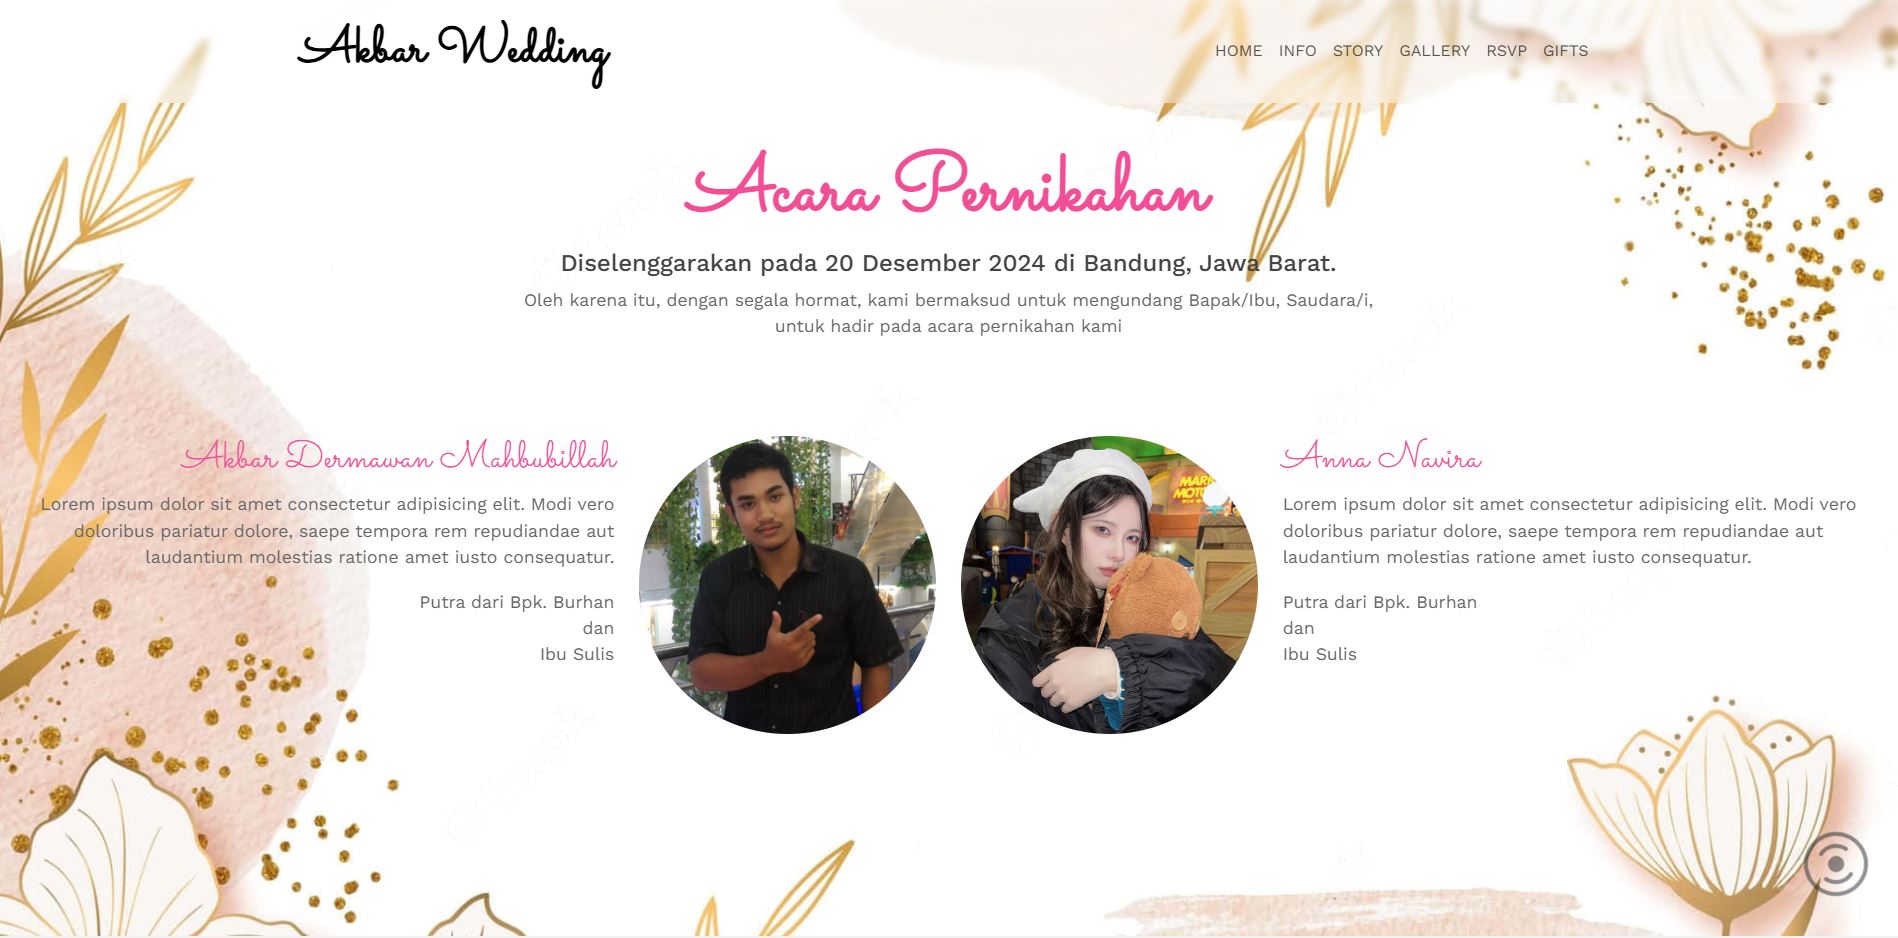 Akbar Wedding
HOME INFO STORY GALLERY RSVP GIFTS
Acara Pernikahan
Diselenggarakan pada 20 Desember 2024 di Bandung, Jawa Barat.
Oleh karena itu, dengan segala hormat, kami bermaksud untuk mengundang Bapak/Ibu, Saudara/i,
untuk hadir pada acara pernikahan kami
Akbar Dermawan Mahbubillah
Lorem ipsum dolor sit amet consectetur adipisicing elit. Modi vero
doloribus pariatur dolore, saepe tempora rem repudiandae aut
laudantium molestias ratione amet iusto consequatur.
Putra dari Bpk. Burhan
dan
Ibu Sulis
Anna Navira
Lorem ipsum dolor sit amet consectetur adipisicing elit. Modi vero
doloribus pariatur dolore, saepe tempora rem repudiandae aut
laudantium molestias ratione amet iusto consequatur.
Putra dari Bpk. Burhan
dan
Ibu Sulis